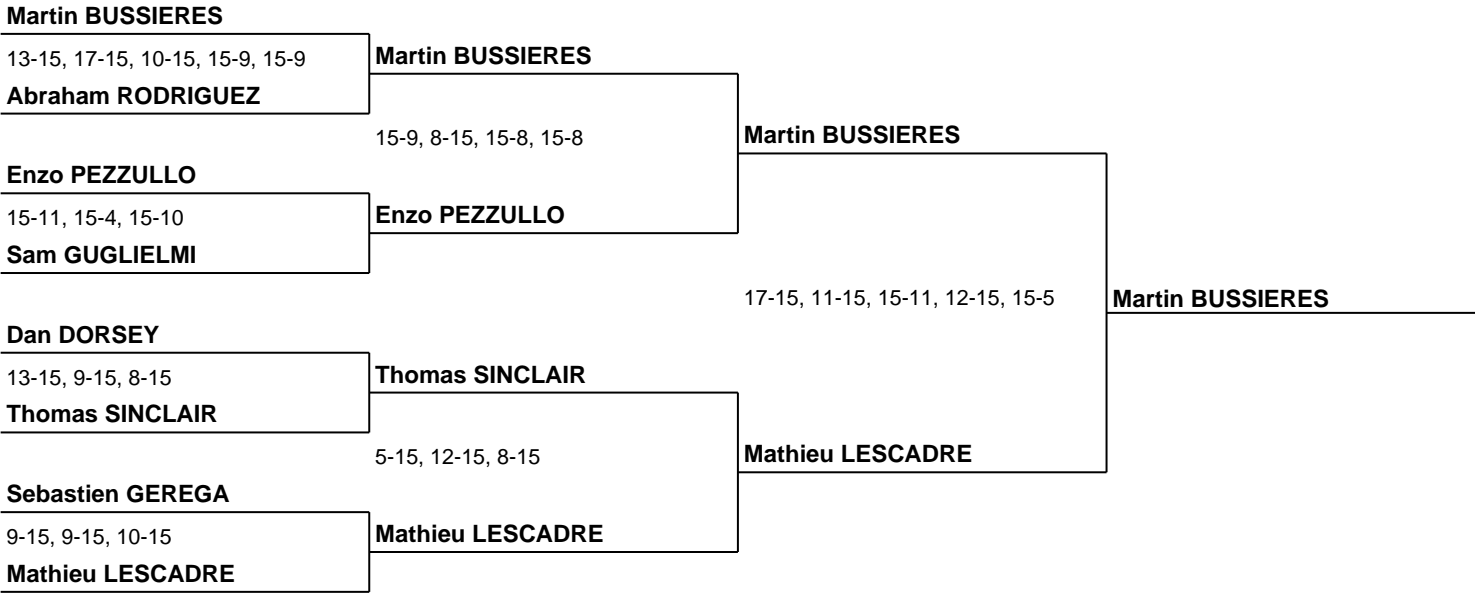 Martin BUSSIERES
13-15, 17-15, 10-15, 15-9, 15-9
Abraham RODRIGUEZ
Enzo PEZZULLO
15-11, 15-4, 15-10
Sam GUGLIELMI
Dan DORSEY
13-15, 9-15, 8-15
Thomas SINCLAIR
Sebastien GEREGA
9-15, 9-15, 10-15
Mathieu LESCADRE
Martin BUSSIERES
15-9, 8-15, 15-8, 15-8
Enzo PEZZULLO
Thomas SINCLAIR
5-15, 12-15, 8-15
Mathieu LESCADRE
Martin BUSSIERES
17-15, 11-15, 15-11, 12-15, 15-5
Mathieu LESCADRE
Martin BUSSIERES